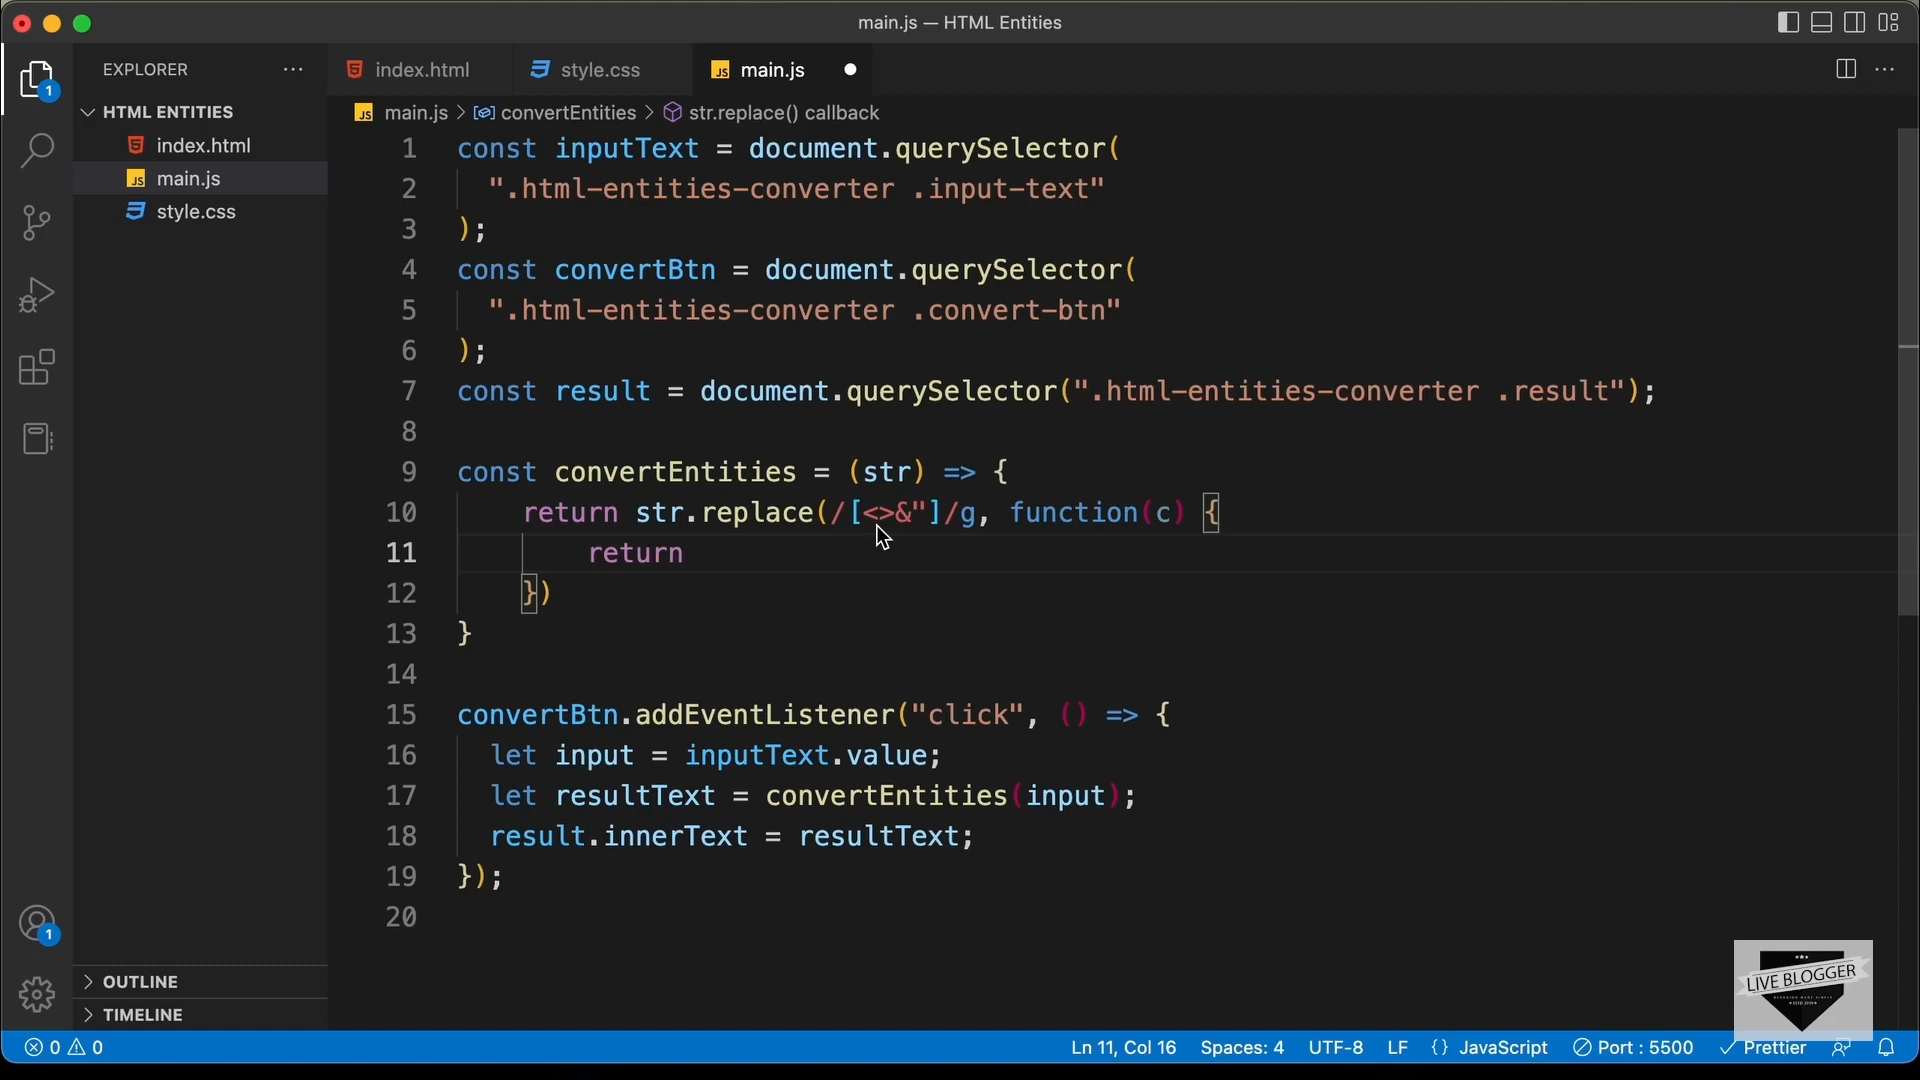 main.js — HTML Entities
EXPLORER
index.html
style.css
main.js
HTML ENTITIES
index.html
main.js
style.css
main.js > convertEntities > str.replace() callback
1 const inputText = document.querySelector(
2 ".html-entities-converter .input-text"
3 );
4 const convertBtn = document.querySelector(
5 ".html-entities-converter .convert-btn"
6 );
7 const result = document.querySelector(".html-entities-converter .result");
8
9 const convertEntities = (str) => {
10 return str.replace(/[<>&"]/g, function(c) {
11 return
12 })
13 }
14
15 convertBtn.addEventListener("click", () => {
16 let input = inputText.value;
17 let resultText = convertEntities(input);
18 result.innerText = resultText;
19 });
20
1
1
OUTLINE
TIMELINE
LIVE BLOGGER
0 0 Ln 11, Col 16 Spaces: 4 UTF-8 LF {} JavaScript Port : 5500 Prettier